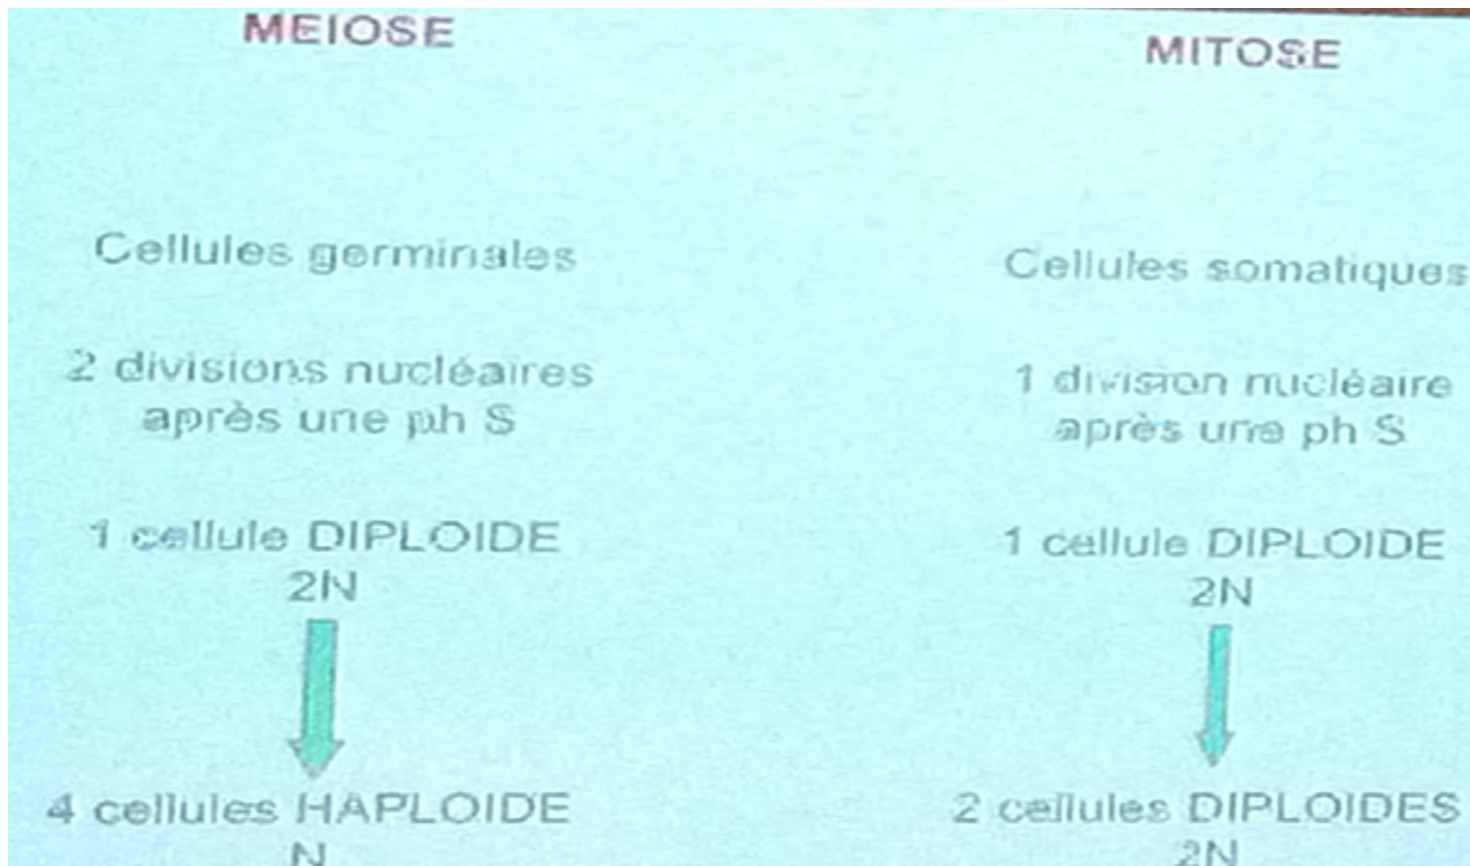 MEIOSE
Cellules germinales
2 divisions nucléaires
après une ph S
1 cellule DIPLOIDE
2N
4 cellules HAPLOIDE
N
MITOSE
Cellules somatiques
1 division nucléaire
après une ph S
1 cellule DIPLOIDE
2N
2 cellules DIPLOIDES
2N